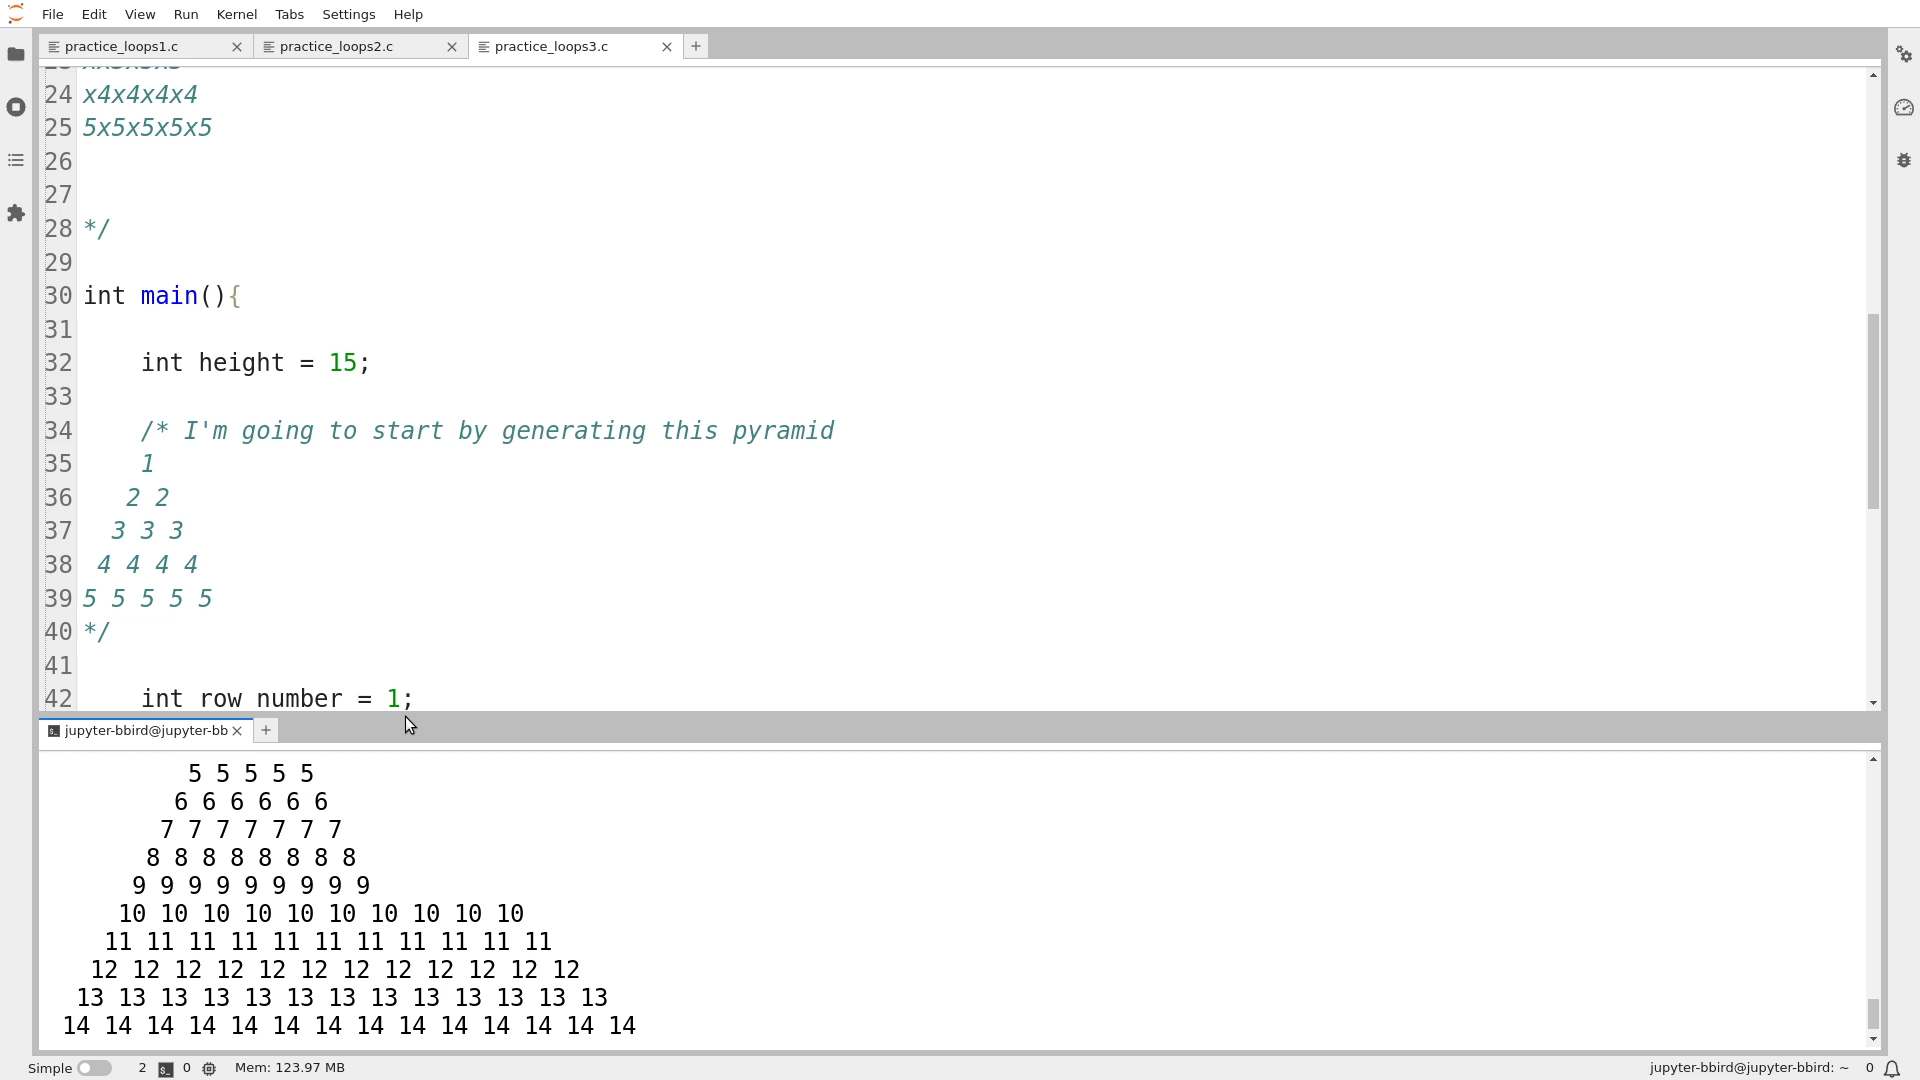 File Edit View Run Kernel Tabs Settings Help
practice_loops1.c practice_loops2.c practice_loops3.c
24 x4x4x4x4
25 5x5x5x5x5
26
27
28 */
29
30 int main(){
31
32 int height = 15;
33
34 /* I'm going to start by generating this pyramid
35 1
36 2 2
37 3 3 3
38 4 4 4 4
39 5 5 5 5 5
40 */
41
42 int row number = 1;
jupyter-bbird@jupyter-bb
5 5 5 5 5
6 6 6 6 6 6
7 7 7 7 7 7 7
8 8 8 8 8 8 8 8
9 9 9 9 9 9 9 9 9
10 10 10 10 10 10 10 10 10 10
11 11 11 11 11 11 11 11 11 11 11
12 12 12 12 12 12 12 12 12 12 12 12
13 13 13 13 13 13 13 13 13 13 13 13 13
14 14 14 14 14 14 14 14 14 14 14 14 14 14
Simple 2 0 Mem: 123.97 MB jupyter-bbird@jupyter-bbird: ~ 0